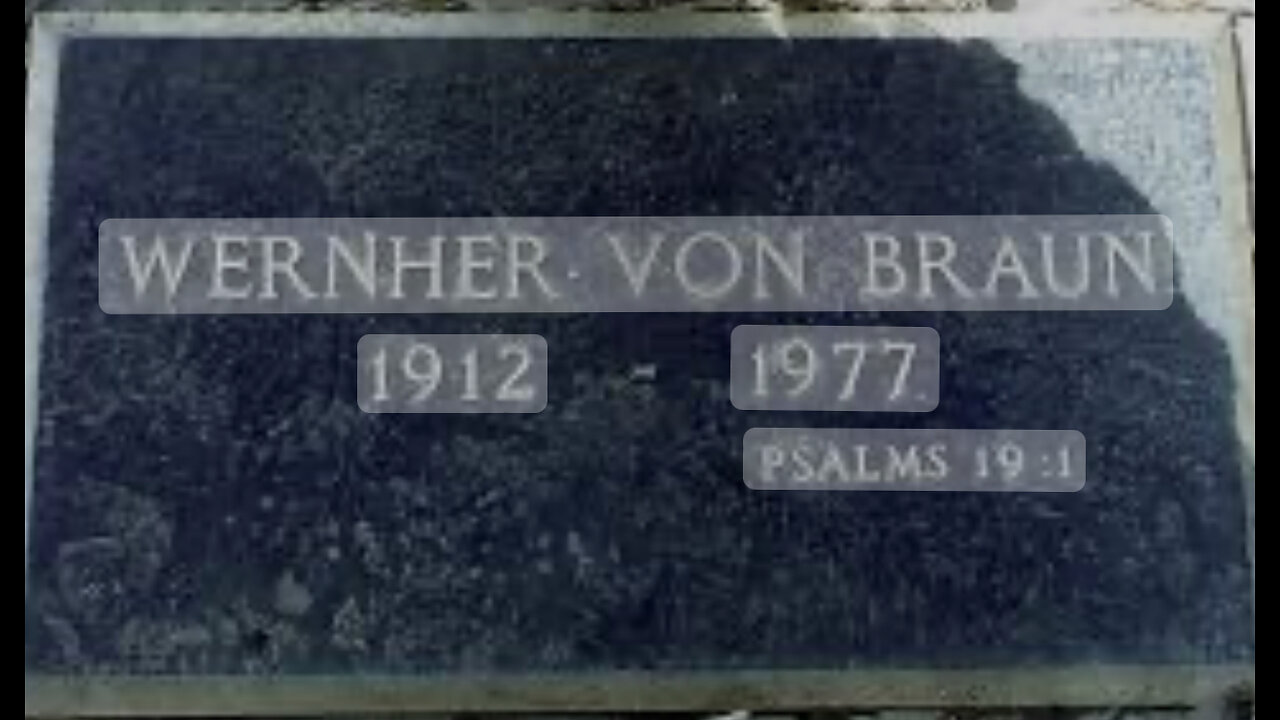 WERNHER VON BRAUN
1912 - 1977
PSALMS 19:1